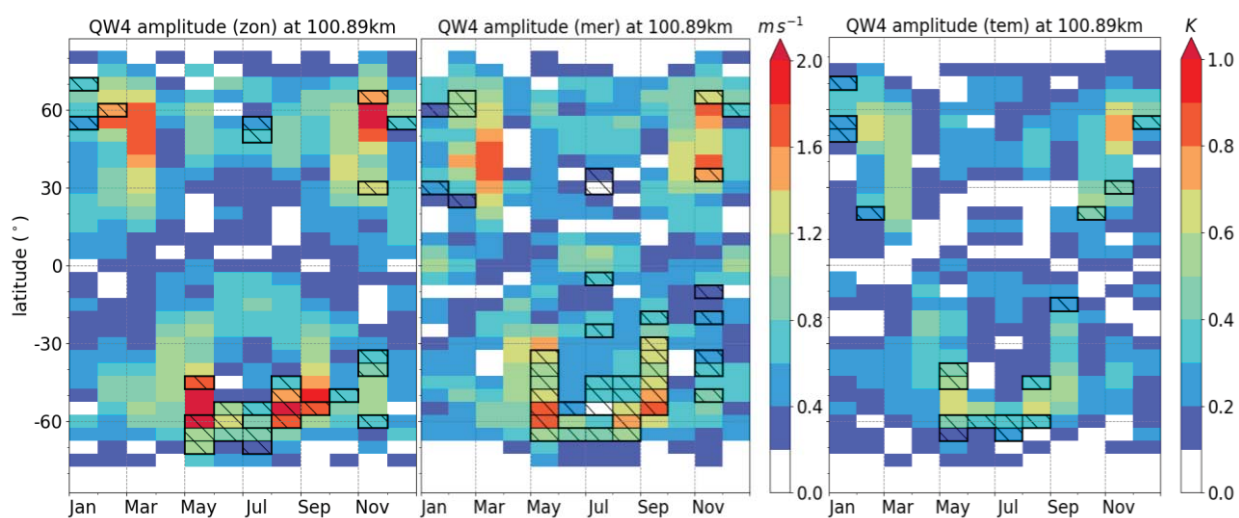 QW4 amplitude (zon) at 100.89km
QW4 amplitude (mer) at 100.89km
m s⁻¹
QW4 amplitude (tem) at 100.89km
K
latitude (°)
60
30
0
-30
-60
Jan Mar May Jul Sep Nov
Jan Mar May Jul Sep Nov
2.0
1.6
1.2
0.8
0.4
0.0
Jan Mar May Jul Sep Nov
1.0
0.8
0.6
0.4
0.2
0.0